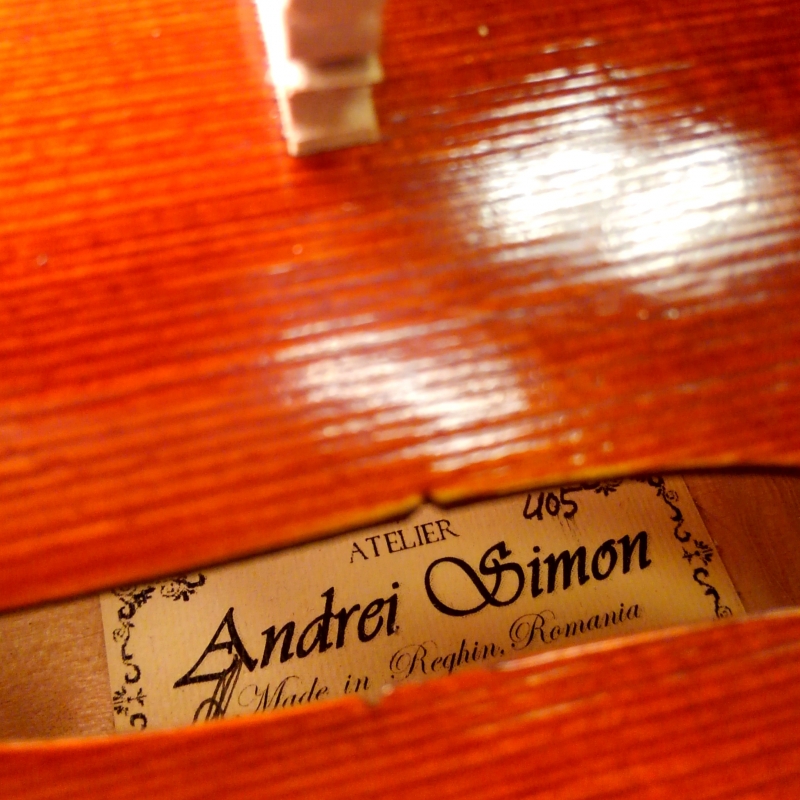 405
ATELIER
Andrei Simon
Made in Reghin, Romania